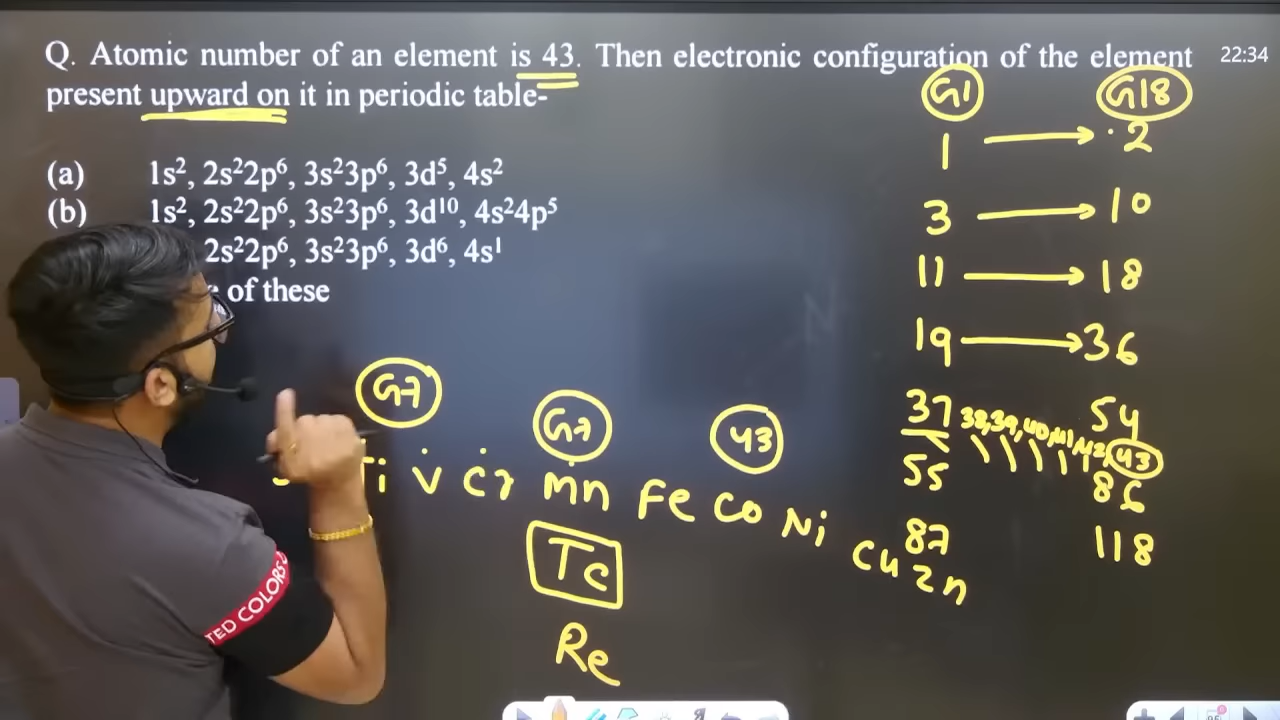 Q. Atomic number of an element is 43. Then electronic configuration of the element
present upward on it in periodic table-
22:34
(a) 1s², 2s²2p⁶, 3s²3p⁶, 3d⁵, 4s²
(b) 1s², 2s²2p⁶, 3s²3p⁶, 3d¹⁰, 4s²4p⁵
2s²2p⁶, 3s²3p⁶, 3d⁶, 4s¹
of these
G1 G18
1 → 2
3 → 10
11 → 18
19 → 36
37 54
38, 39, 40, 41, 42, 43
55 86
87 118
G7 G7 43
Ti V Cr Mn Fe Co Ni Cu Zn
Tc
Re
TED COLORS